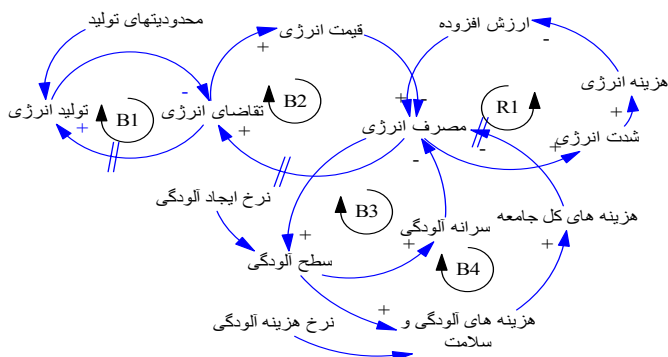 محدودیتهای تولید
ارزش افزوده
قیمت انرژی
+
-
هزینه انرژی
-
+
-
R1
+
تولید انرژی
B1
تقاضای انرژی
B2
+
+
مصرف انرژی
+
شدت انرژی
-
-
نرخ ایجاد آلودگی
B3
سرانه آلودگی
هزینه های کل جامعه
+
+
+
سطح آلودگی
B4
+
هزینه های آلودگی و
سلامت
نرخ هزینه آلودگی